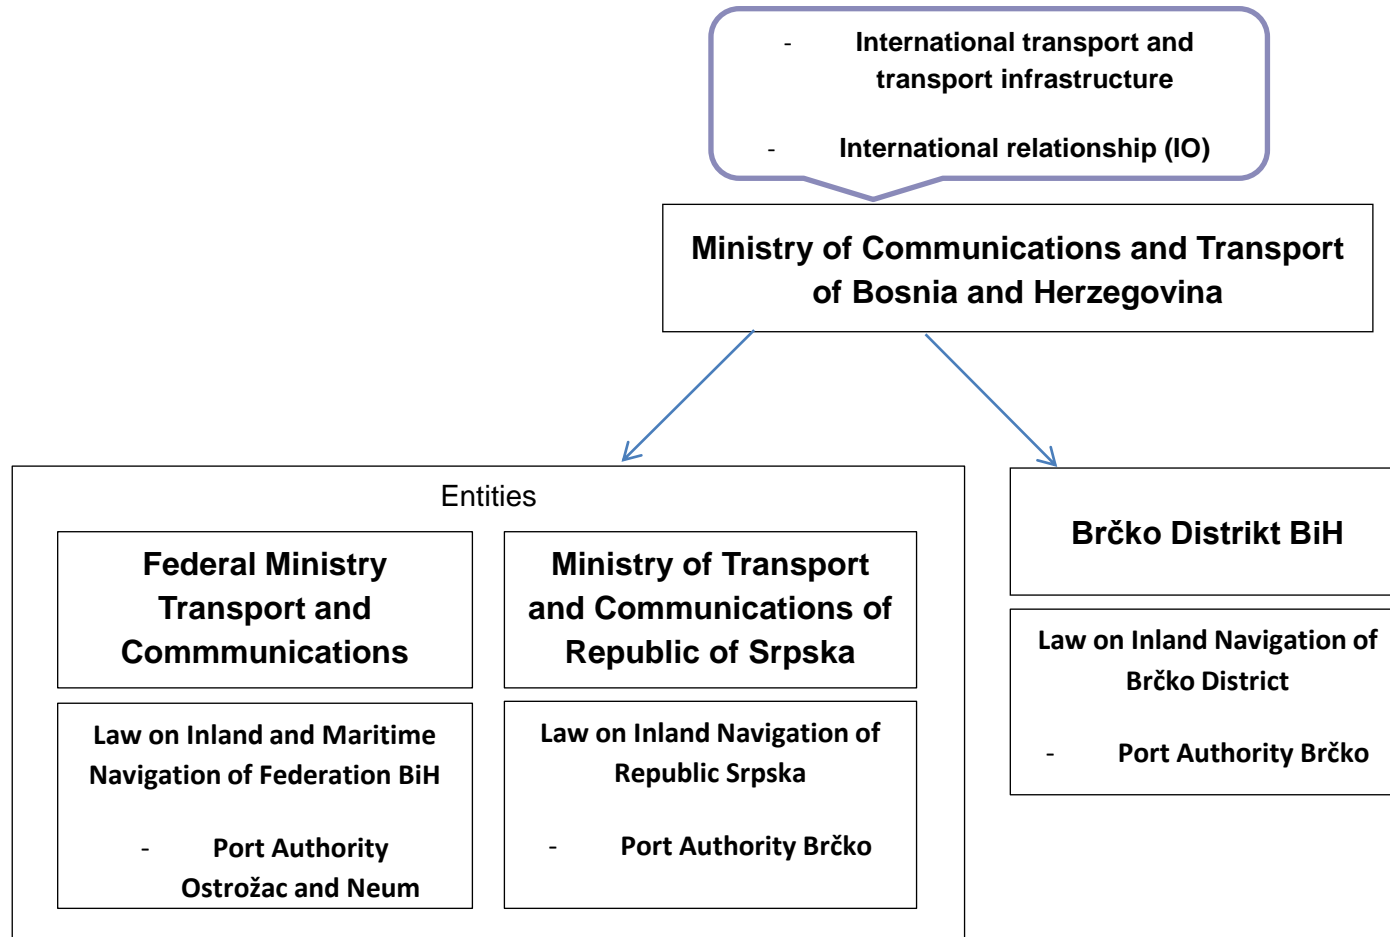 - International transport and
transport infrastructure
- International relationship (IO)
Ministry of Communications and Transport
of Bosnia and Herzegovina
Entities
Federal Ministry
Transport and
Commmunications
Law on Inland and Maritime
Navigation of Federation BiH
- Port Authority
Ostrožac and Neum
Ministry of Transport
and Communications of
Republic of Srpska
Law on Inland Navigation of
Republic Srpska
- Port Authority Brčko
Brčko Distrikt BiH
Law on Inland Navigation of
Brčko District
- Port Authority Brčko